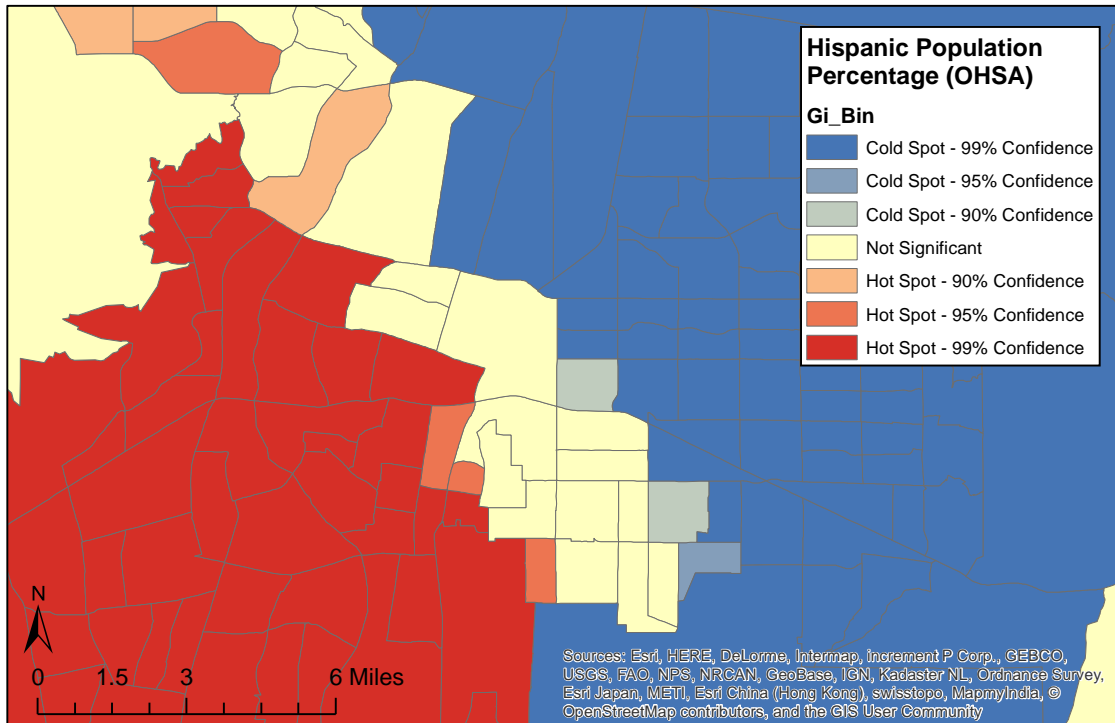 Hispanic Population
Percentage (OHSA)
Gi_Bin
Cold Spot - 99% Confidence
Cold Spot - 95% Confidence
Cold Spot - 90% Confidence
Not Significant
Hot Spot - 90% Confidence
Hot Spot - 95% Confidence
Hot Spot - 99% Confidence
N
0 1.5 3 6 Miles
Sources: Esri, HERE, DeLorme, Intermap, increment P Corp., GEBCO,
USGS, FAO, NPS, NRCAN, GeoBase, IGN, Kadaster NL, Ordnance Survey,
Esri Japan, METI, Esri China (Hong Kong), swisstopo, MapmyIndia, ©
OpenStreetMap contributors, and the GIS User Community